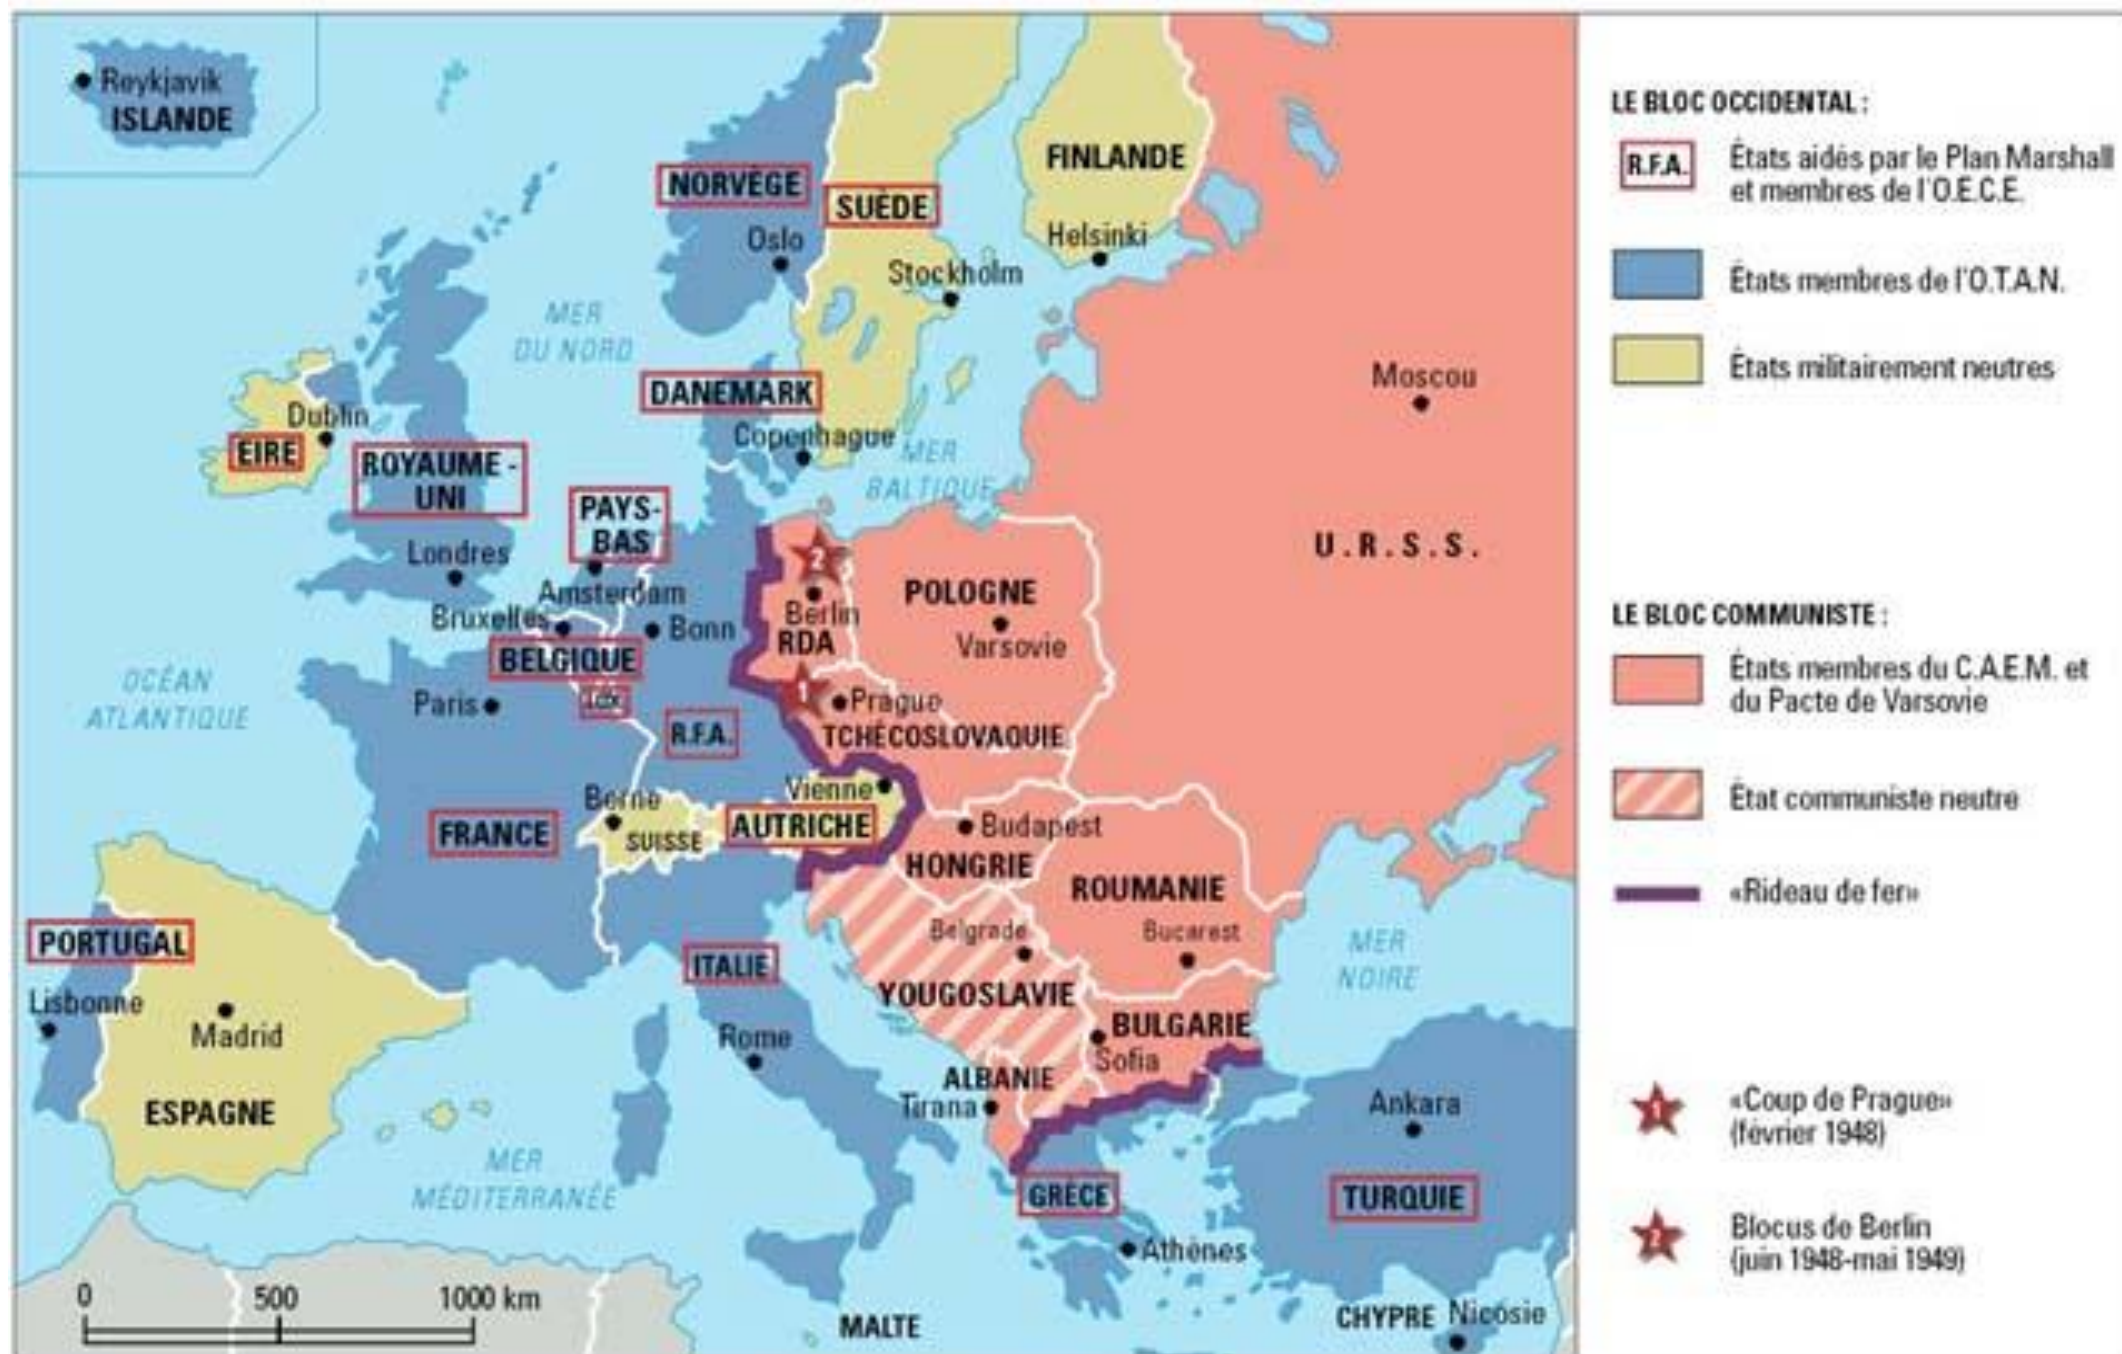 Reykjavik
ISLANDE
NORVÈGE
Oslo
SUÈDE
Stockholm
FINLANDE
Helsinki
MER
DU NORD
DANEMARK
Copenhague
MER
BALTIQUE
Dublin
EIRE
ROYAUME-
UNI
Londres
PAYS-
BAS
Amsterdam
Bruxelles
BELGIQUE
Bonn
Lux
2
Berlin
RDA
POLOGNE
Varsovie
Moscou
U.R.S.S.
OCÉAN
ATLANTIQUE
Paris
R.F.A.
1
Prague
TCHÉCOSLOVAQUIE
FRANCE
Berne
SUISSE
Vienne
AUTRICHE
Budapest
HONGRIE
ROUMANIE
Bucarest
Belgrade
YOUGOSLAVIE
BULGARIE
Sofia
ALBANIE
Tirana
MER
NOIRE
PORTUGAL
Lisbonne
Madrid
ESPAGNE
ITALIE
Rome
MER
MÉDITERRANÉE
GRÈCE
Athènes
Ankara
TURQUIE
MALTE
CHYPRE Nicosie
0 500 1000 km
LE BLOC OCCIDENTAL :
R.F.A.
États aidés par le Plan Marshall
et membres de l'O.E.C.E.
États membres de l'O.T.A.N.
États militairement neutres
LE BLOC COMMUNISTE :
États membres du C.A.E.M. et
du Pacte de Varsovie
État communiste neutre
«Rideau de fer»
1
«Coup de Prague»
(février 1948)
2
Blocus de Berlin
(juin 1948-mai 1949)